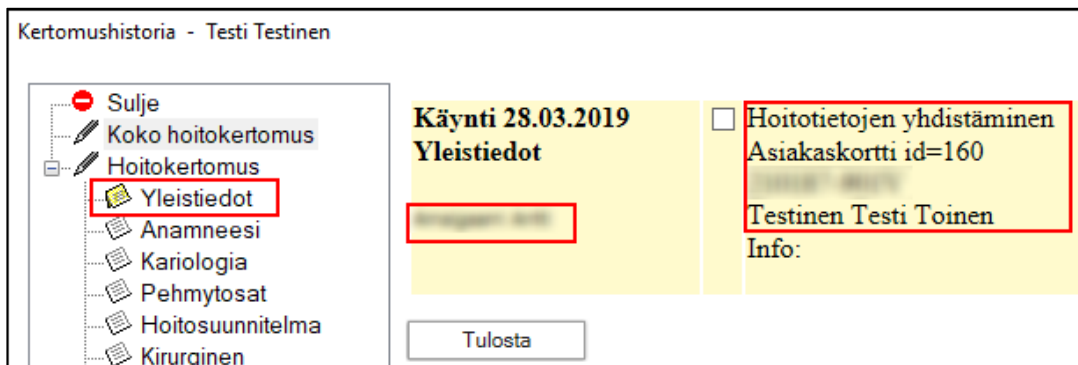 Kertomushistoria - Testi Testinen
Sulje
Koko hoitokertomus
Hoitokertomus
Yleistiedot
Anamneesi
Kariologia
Pehmytosat
Hoitosuunnitelma
Kirurginen
Käynti 28.03.2019
Yleistiedot
Hoitotietojen yhdistäminen
Asiakaskortti id=160
Testinen Testi Toinen
Info:
Tulosta